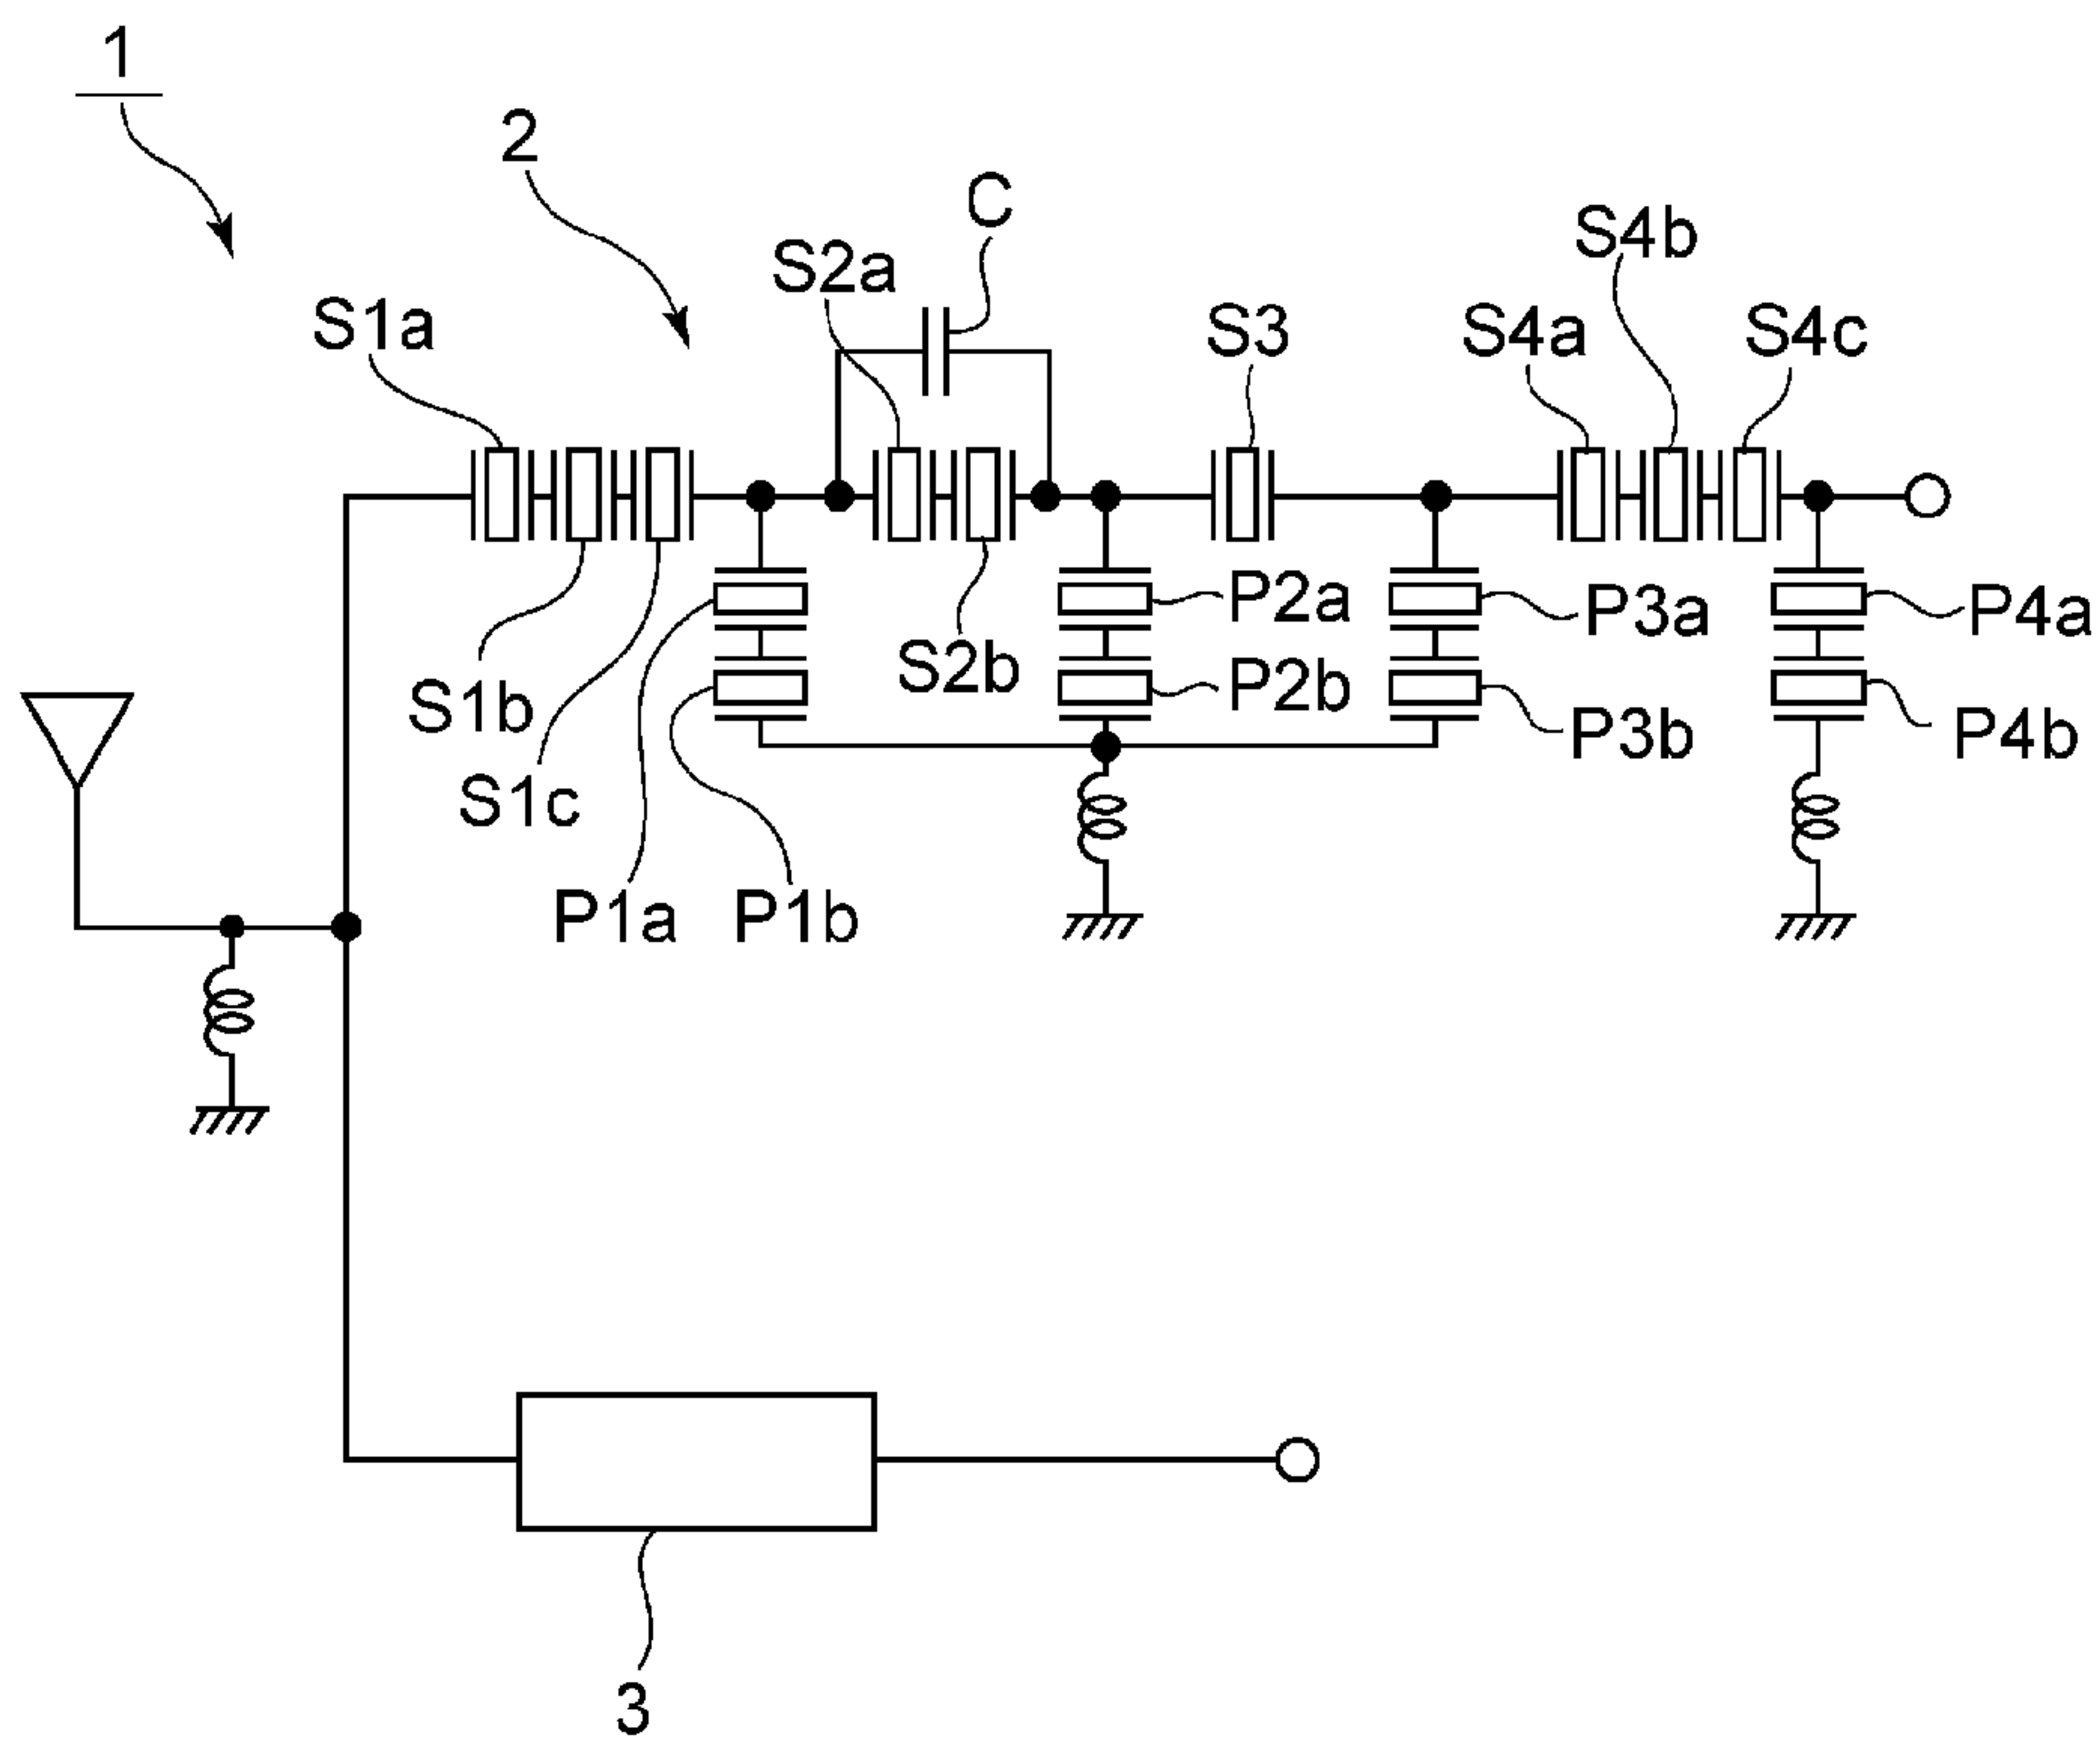 1
2
C
S2a
S4b
S1a
S3
S4a
S4c
P2a
P3a
P4a
S2b
P2b
S1b
P3b
P4b
S1c
P1a
P1b
3